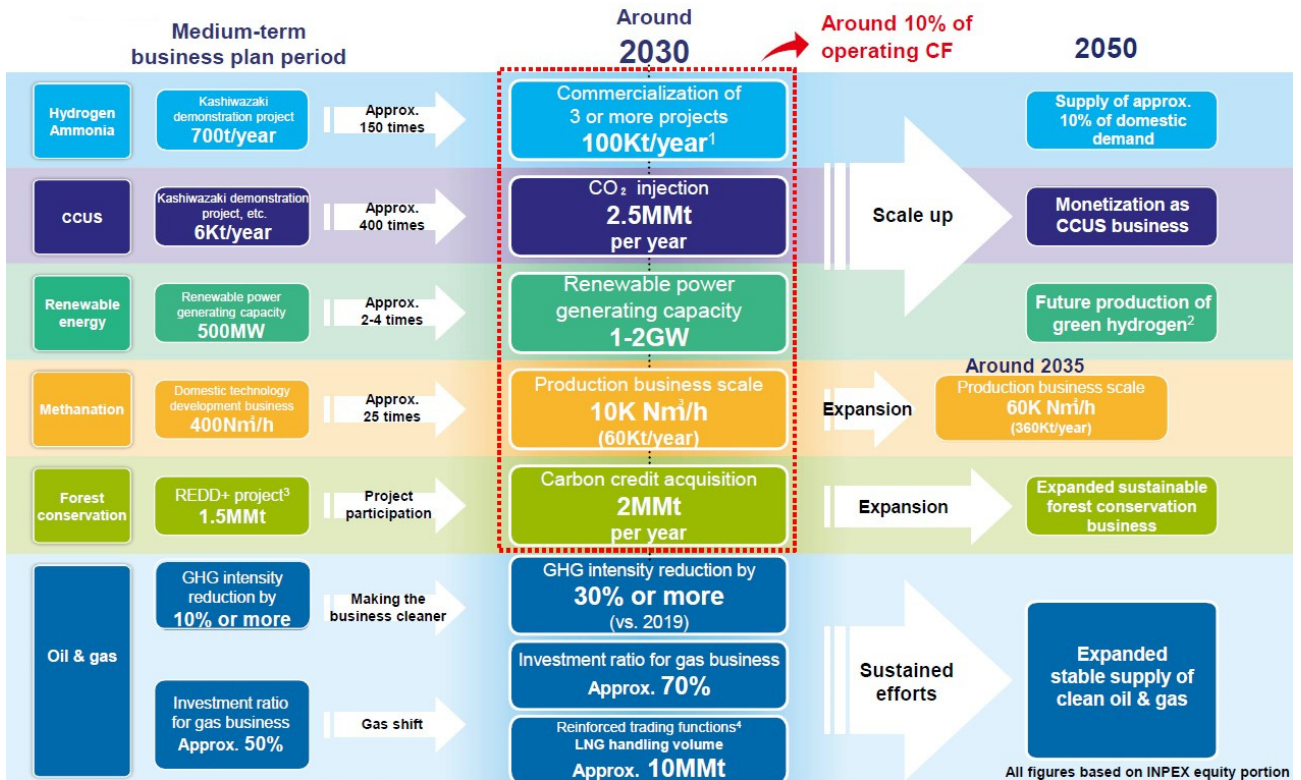 Medium-term
business plan period
Around
2030
Around 10% of
operating CF
2050
Hydrogen
Ammonia
Kashiwazaki
demonstration project
700t/year
Approx.
150 times
Commercialization of
3 or more projects
100Kt/year1
Supply of approx.
10% of domestic
demand
CCUS
Kashiwazaki demonstration
project, etc.
6Kt/year
Approx.
400 times
CO₂ injection
2.5MMt
per year
Scale up
Monetization as
CCUS business
Renewable
energy
Renewable power
generating capacity
500MW
Approx.
2-4 times
Renewable power
generating capacity
1-2GW
Future production of
green hydrogen2
Methanation
Domestic technology
development business
400Nm³/h
Approx.
25 times
Production business scale
10K Nm³/h
(60Kt/year)
Expansion
Around 2035
Production business scale
60K Nm³/h
(360Kt/year)
Forest
conservation
REDD+ project3
1.5MMt
Project
participation
Carbon credit acquisition
2MMt
per year
Expansion
Expanded sustainable
forest conservation
business
Oil & gas
GHG intensity
reduction by
10% or more
Making the
business cleaner
GHG intensity reduction by
30% or more
(vs. 2019)
Investment ratio
for gas business
Approx. 50%
Gas shift
Investment ratio for gas business
Approx. 70%
Reinforced trading functions4
LNG handling volume
Approx. 10MMt
Sustained
efforts
Expanded
stable supply of
clean oil & gas
All figures based on INPEX equity portion